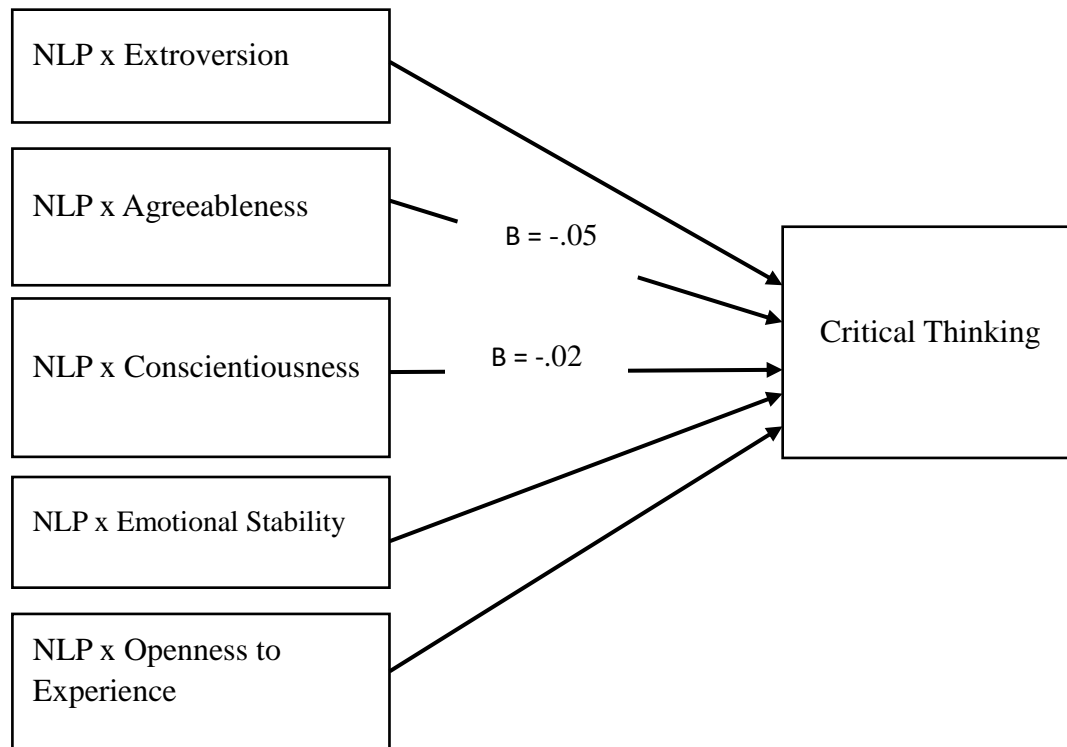 NLP x Extroversion
NLP x Agreeableness
B = -.05
Critical Thinking
NLP x Conscientiousness
B = -.02
NLP x Emotional Stability
NLP x Openness to
Experience